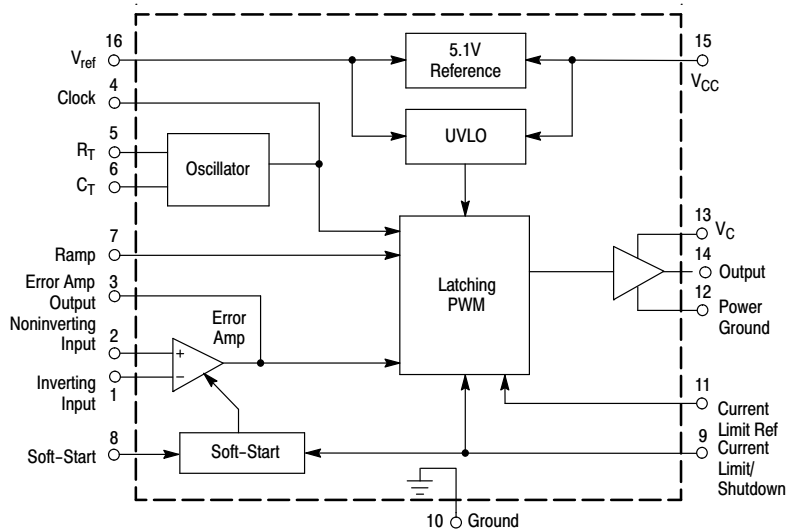 16
V_ref
4
Clock
5
R_T
6
C_T
7
Ramp
Error Amp
Output
3
Noninverting
Input
2
Inverting
Input
1
8
Soft-Start
Oscillator
Error
Amp
+
−
Soft-Start
5.1V
Reference
UVLO
Latching
PWM
15
V_CC
13
V_C
14
Output
12
Power
Ground
11
Current
Limit Ref
9
Current
Limit/
Shutdown
10 Ground